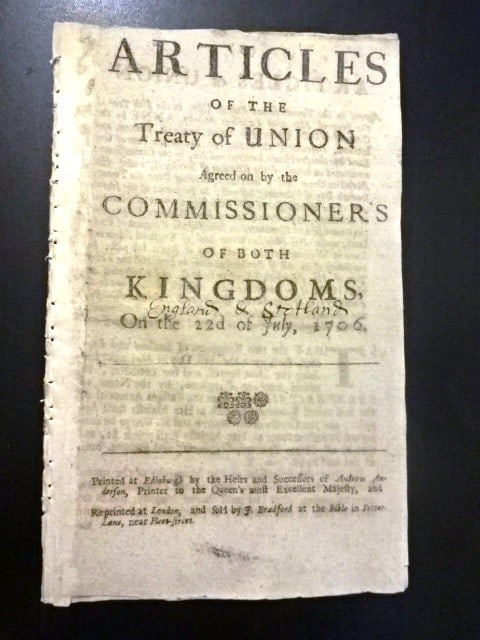 ARTICLES
OF THE
Treaty of UNION
Agreed on by the
COMMISSIONERS
OF BOTH
KINGDOMS,
England & Scotland
On the 22d of July, 1706.
Printed at Edinburgh by the Heirs and Succeſſors of Andrew An-
derſon, Printer to the Queen's moſt Excellent Majeſty, and
Reprinted at London, and ſold by J. Bradford at the Bible in Fetter
Lane, near Fleet-ſtreet.